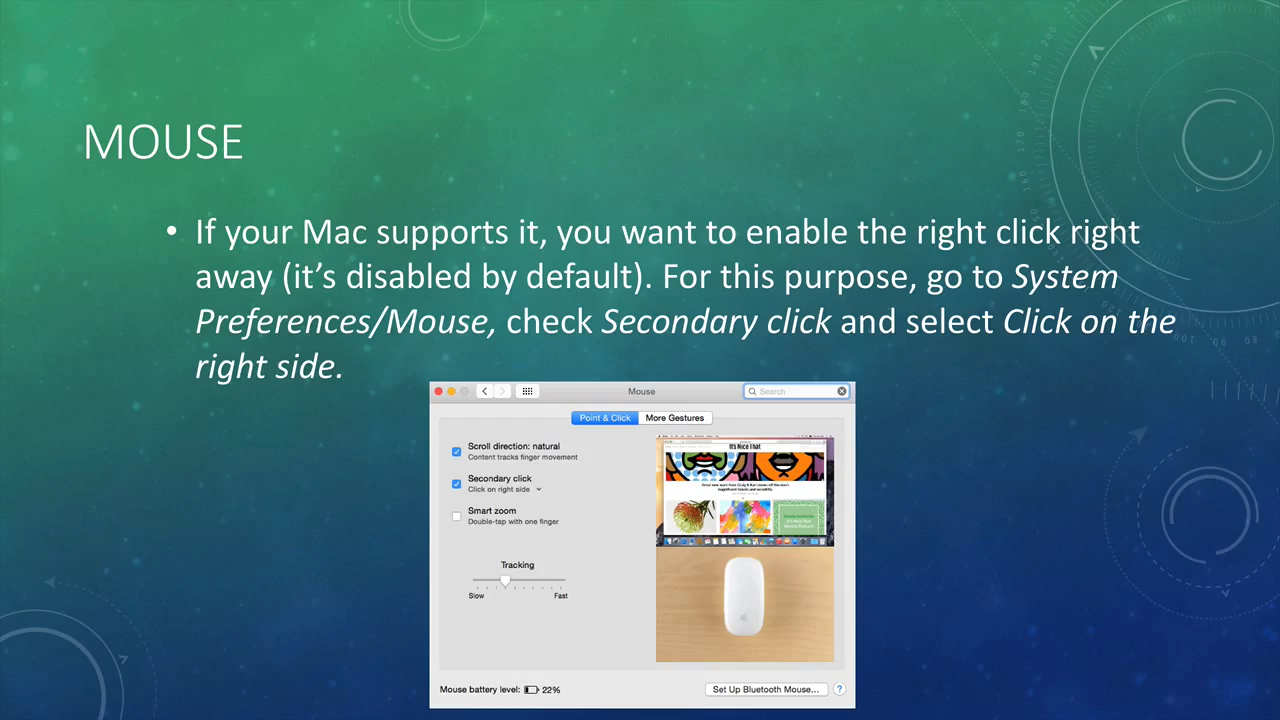 MOUSE
• If your Mac supports it, you want to enable the right click right
away (it’s disabled by default). For this purpose, go to System
Preferences/Mouse, check Secondary click and select Click on the
right side.
Mouse
Search
Point & Click
More Gestures
Scroll direction: natural
Content tracks finger movement
Secondary click
Click on right side
Smart zoom
Double-tap with one finger
Tracking
Slow
Fast
It's Nice That
Mouse battery level:
22%
Set Up Bluetooth Mouse...
?